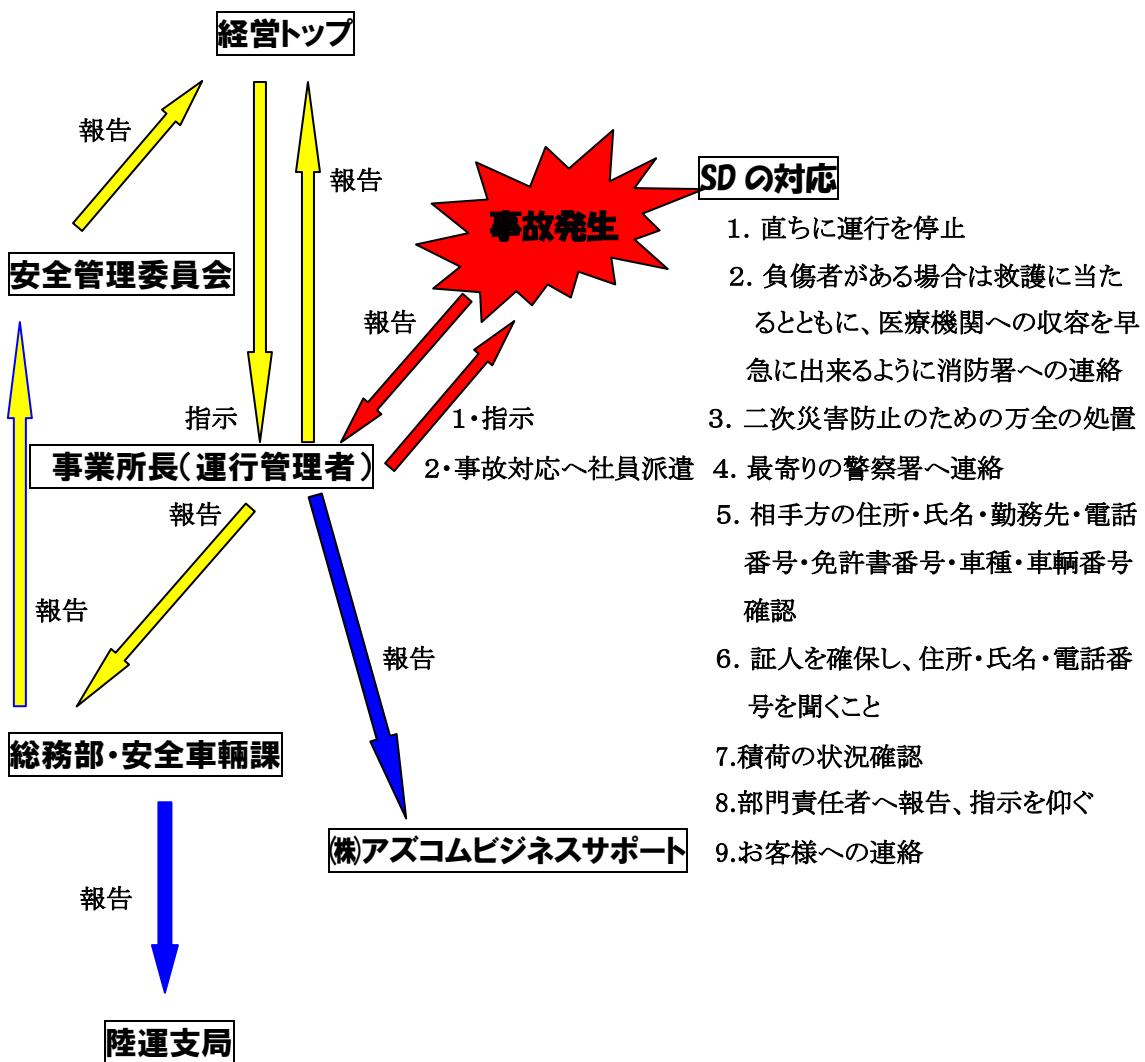 経営トップ
報告
報告
事故発生
SDの対応
1. 直ちに運行を停止
2. 負傷者がある場合は救護に当た
るとともに、医療機関への収容を早
急に出来るように消防署への連絡
3. 二次災害防止のための万全の処置
4. 最寄りの警察署へ連絡
5. 相手方の住所・氏名・勤務先・電話
番号・免許書番号・車種・車輌番号
確認
6. 証人を確保し、住所・氏名・電話番
号を聞くこと
7.積荷の状況確認
8.部門責任者へ報告、指示を仰ぐ
9.お客様への連絡
安全管理委員会
報告
指示
1・指示
2・事故対応へ社員派遣
事業所長(運行管理者)
報告
報告
報告
総務部・安全車輌課
㈱アズコムビジネスサポート
報告
陸運支局